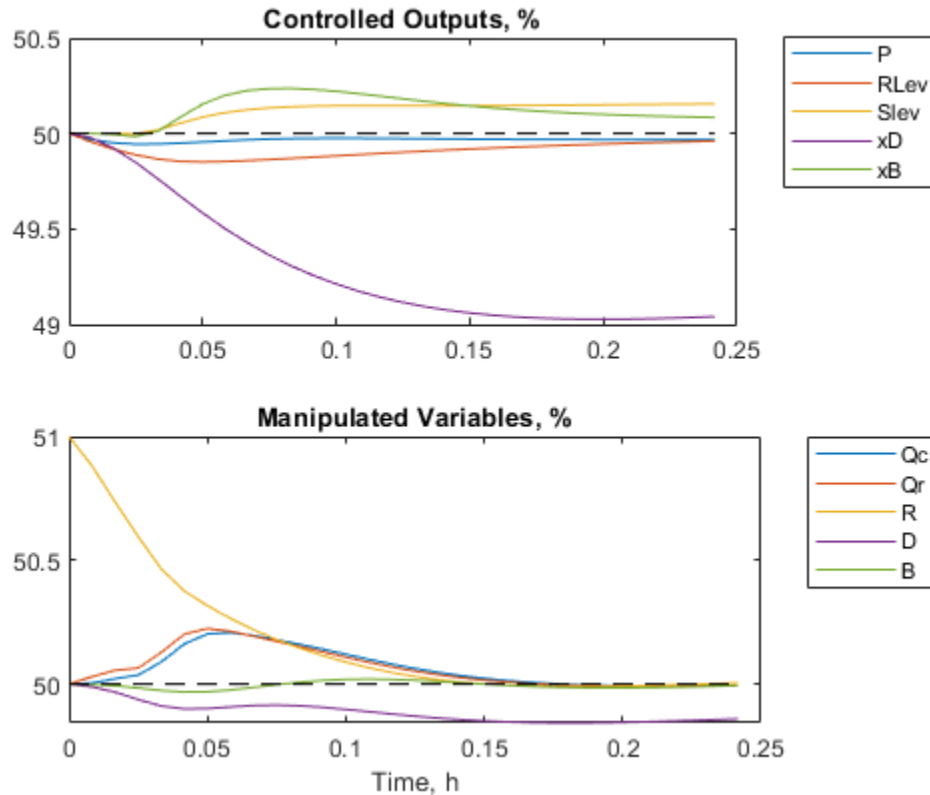 Controlled Outputs, %
50.5
50
49.5
49
0
0.05
0.1
0.15
0.2
0.25
P
RLev
Slev
xD
xB
Manipulated Variables, %
51
50.5
50
0
0.05
0.1
0.15
0.2
0.25
Time, h
Qc
Qr
R
D
B